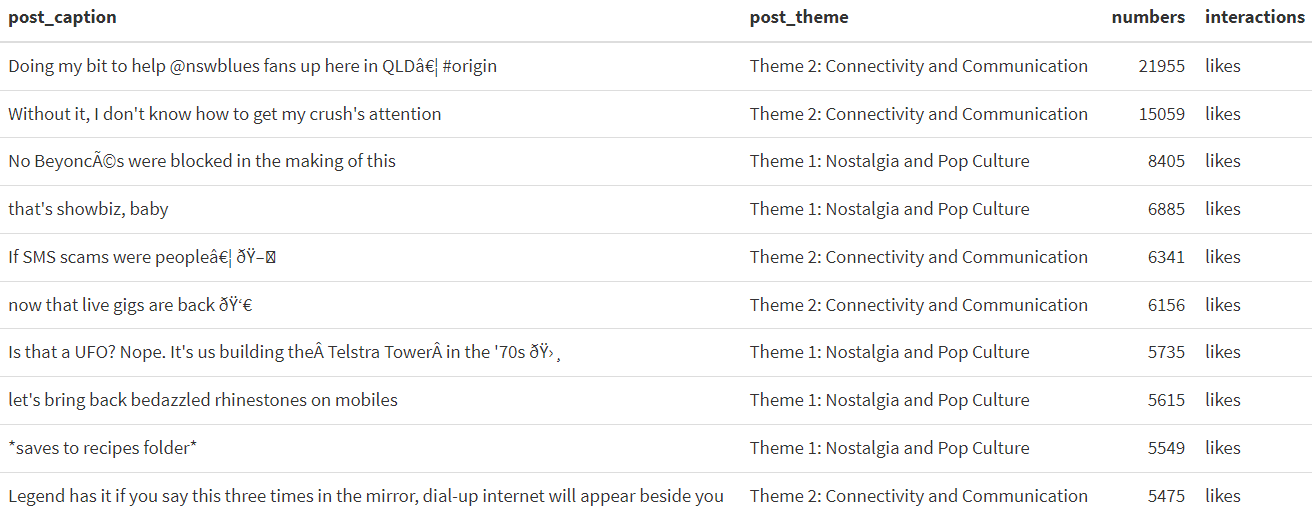 post_caption post_theme numbers interactions
Doing my bit to help @nswblues fans up here in QLDâ€¦ #origin Theme 2: Connectivity and Communication 21955 likes
Without it, I don't know how to get my crush's attention Theme 2: Connectivity and Communication 15059 likes
No BeyoncÃ©s were blocked in the making of this Theme 1: Nostalgia and Pop Culture 8405 likes
that's showbiz, baby Theme 1: Nostalgia and Pop Culture 6885 likes
If SMS scams were peopleâ€¦ ðŸ–� Theme 2: Connectivity and Communication 6341 likes
now that live gigs are back ðŸ‘€ Theme 2: Connectivity and Communication 6156 likes
Is that a UFO? Nope. It's us building theÂ Telstra TowerÂ in the '70s ðŸ›¸ Theme 1: Nostalgia and Pop Culture 5735 likes
let's bring back bedazzled rhinestones on mobiles Theme 1: Nostalgia and Pop Culture 5615 likes
*saves to recipes folder* Theme 1: Nostalgia and Pop Culture 5549 likes
Legend has it if you say this three times in the mirror, dial-up internet will appear beside you Theme 2: Connectivity and Communication 5475 likes